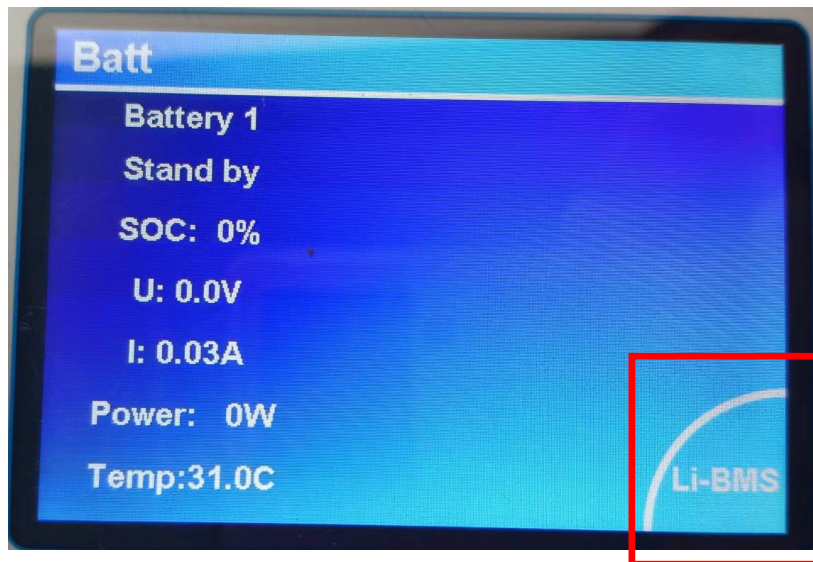 Batt
Battery 1
Stand by
SOC: 0%
U: 0.0V
I: 0.03A
Power: 0W
Temp:31.0C
Li-BMS